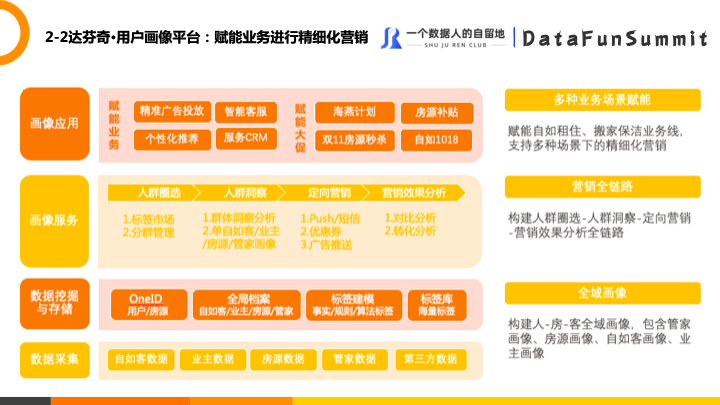 2-2达芬奇•用户画像平台：赋能业务进行精细化营销
一个数据人的自留地
SHU JU REN CLUB
DataFunSummit
画像应用
赋能业务
精准广告投放
智能客服
个性化推荐
服务CRM
赋能大促
海燕计划
房源补贴
双11房源秒杀
自如1018
多种业务场景赋能
赋能自如租住、搬家保洁业务线，
支持多种场景下的精细化营销
画像服务
人群圈选
人群洞察
定向营销
营销效果分析
1.标签市场
2.分群管理
1.群体洞察分析
2.单自如客/业主
/房源/管家画像
1.Push/短信
2.优惠券
3.广告推送
1.对比分析
2.转化分析
营销全链路
构建人群圈选-人群洞察-定向营销
-营销效果分析全链路
数据挖掘
与存储
OneID
用户/房源
全局档案
自如客/业主/房源/管家
标签建模
事实/规则/算法标签
标签库
海量标签
全域画像
构建人-房-客全域画像，包含管家
画像、房源画像、自如客画像、业
主画像
数据采集
自如客数据
业主数据
房源数据
管家数据
第三方数据